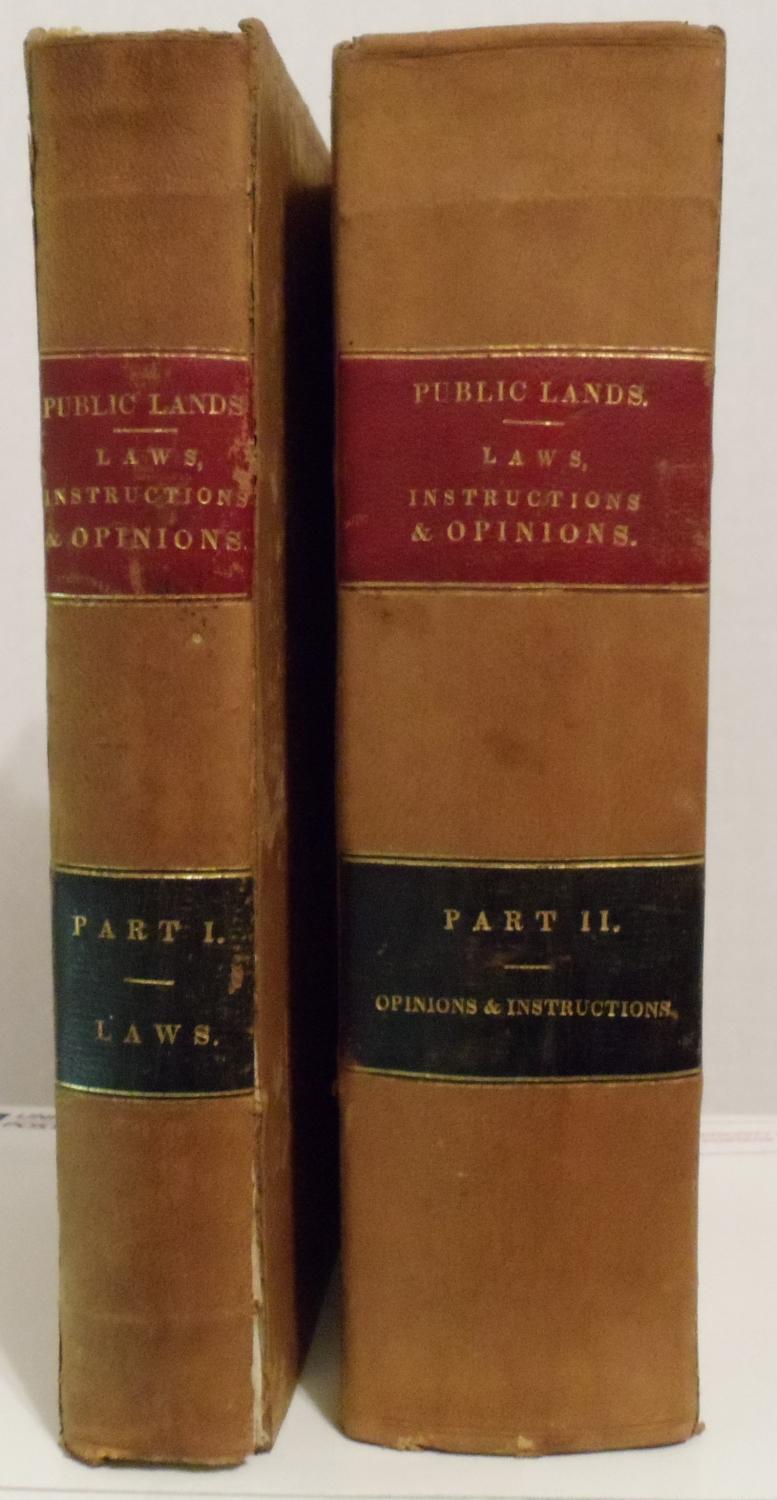 PUBLIC LANDS
LAWS,
INSTRUCTIONS
& OPINIONS.
PART I.
LAWS.
PUBLIC LANDS.
LAWS,
INSTRUCTIONS
& OPINIONS.
PART II.
OPINIONS & INSTRUCTIONS.